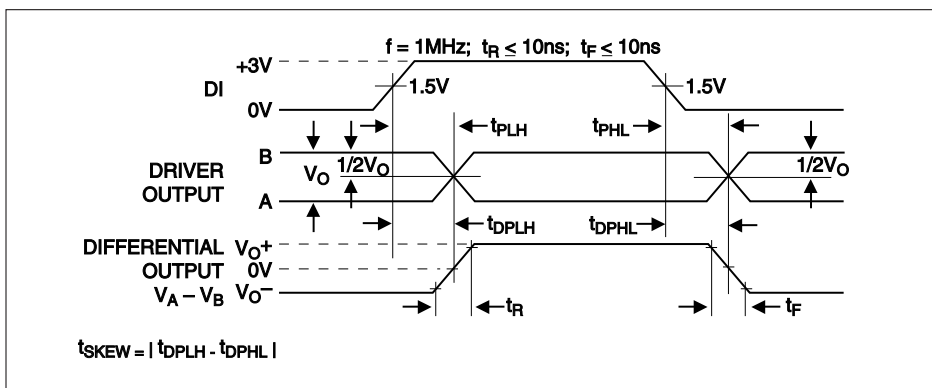 f = 1MHz; tR ≤ 10ns; tF ≤ 10ns
+3V
DI
1.5V
1.5V
0V
tPLH
tPHL
B
DRIVER
OUTPUT
VO
1/2VO
1/2VO
A
tDPLH
tDPHL
DIFFERENTIAL
OUTPUT
VA – VB
VO+
0V
VO–
tR
tF
tSKEW = | tDPLH - tDPHL |